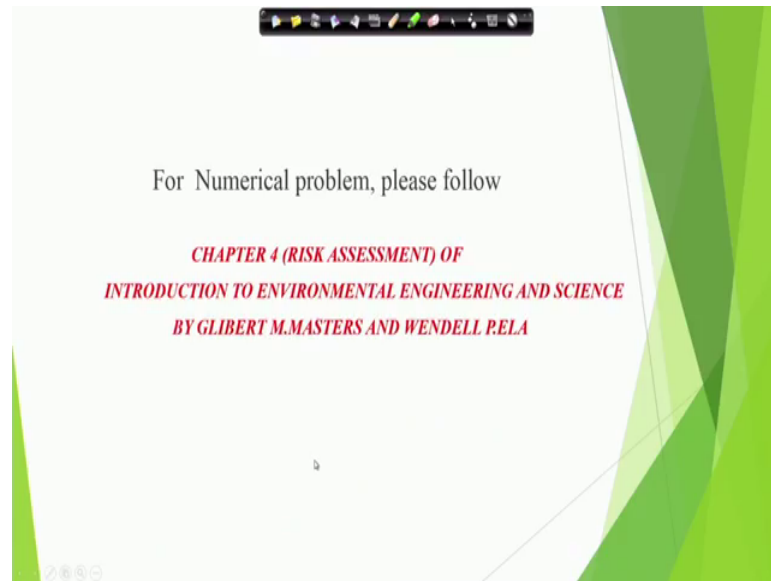 For Numerical problem, please follow
CHAPTER 4 (RISK ASSESSMENT) OF
INTRODUCTION TO ENVIRONMENTAL ENGINEERING AND SCIENCE
BY GLIBERT M.MASTERS AND WENDELL P.ELA